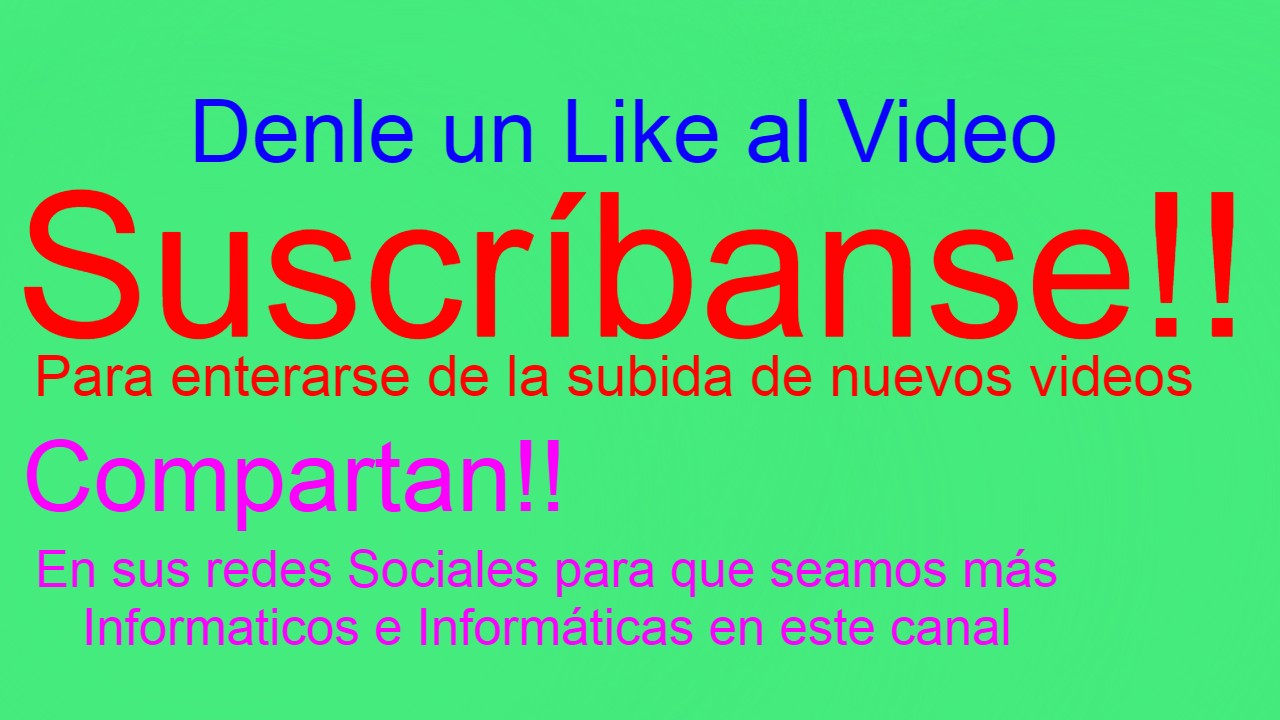 Denle un Like al Video
Suscríbanse!!
Para enterarse de la subida de nuevos videos
Compartan!!
En sus redes Sociales para que seamos más
Informaticos e Informáticas en este canal